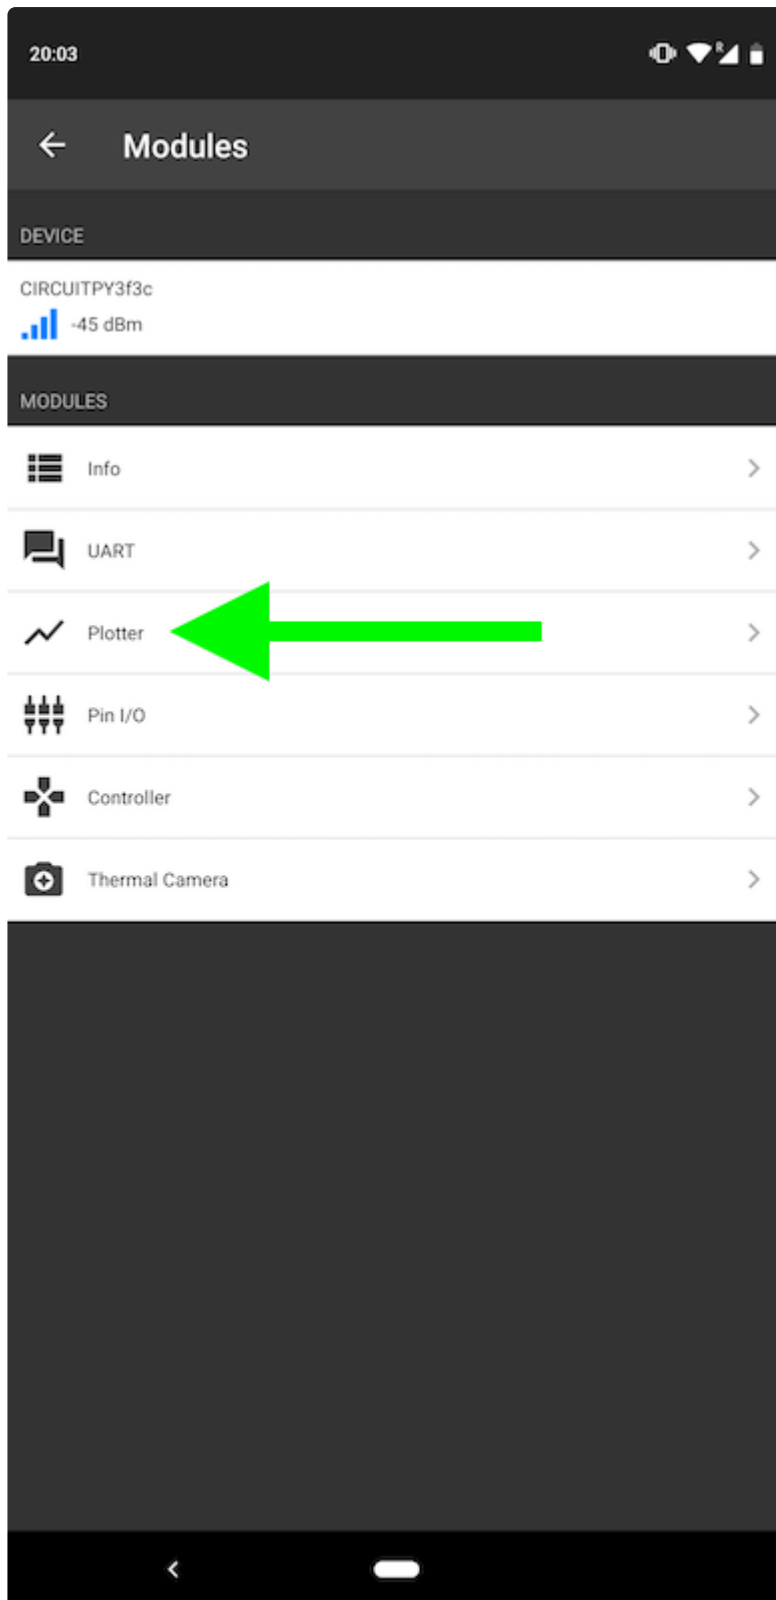 20:03
R
Modules
DEVICE
CIRCUITPY3f3c
-45 dBm
MODULES
Info
UART
Plotter
Pin I/O
Controller
Thermal Camera